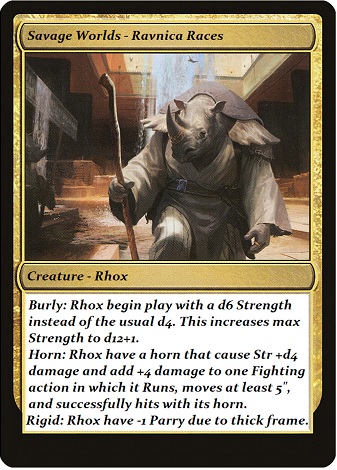 Savage Worlds - Ravnica Races
Creature - Rhox
Burly: Rhox begin play with a d6 Strength
instead of the usual d4. This increases max
Strength to d12+1.
Horn: Rhox have a horn that cause Str +d4
damage and add +4 damage to one Fighting
action in which it Runs, moves at least 5",
and successfully hits with its horn.
Rigid: Rhox have -1 Parry due to thick frame.